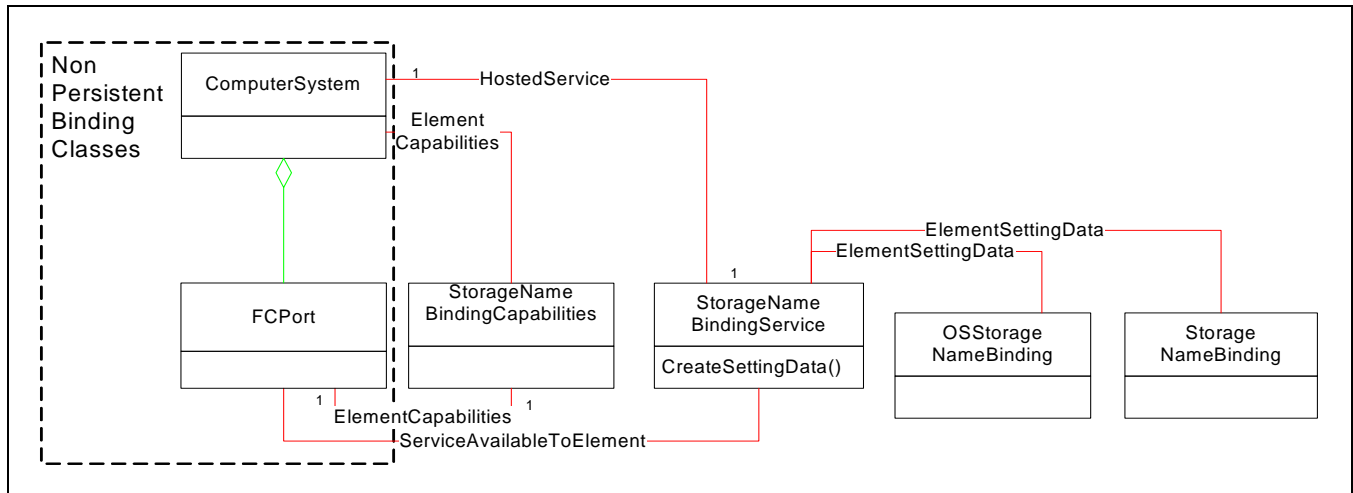 Non
Persistent
Binding
Classes
ComputerSystem
1
HostedService
Element
Capabilities
ElementSettingData
ElementSettingData
FCPort
StorageName
BindingCapabilities
1
StorageName
BindingService
CreateSettingData()
OSStorage
NameBinding
Storage
NameBinding
1
ElementCapabilities
1
ServiceAvailableToElement